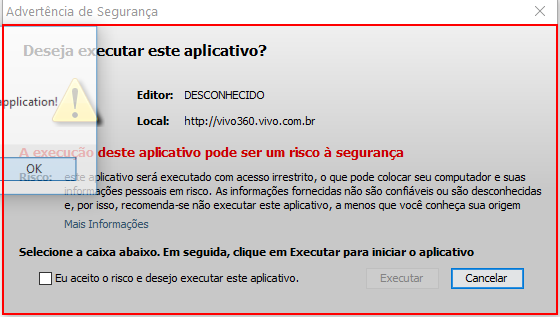 Advertência de Segurança
Deseja executar este aplicativo?
Editor: DESCONHECIDO
application!
Local: http://vivo360.vivo.com.br
A execução deste aplicativo pode ser um risco à segurança
OK
Risco: este aplicativo será executado com acesso irrestrito, o que pode colocar seu computador e suas
informações pessoais em risco. As informações fornecidas não são confiáveis ou são desconhecidas
e, por isso, recomenda-se não executar este aplicativo, a menos que você conheça sua origem
Mais Informações
Selecione a caixa abaixo. Em seguida, clique em Executar para iniciar o aplicativo
Eu aceito o risco e desejo executar este aplicativo.
Executar
Cancelar